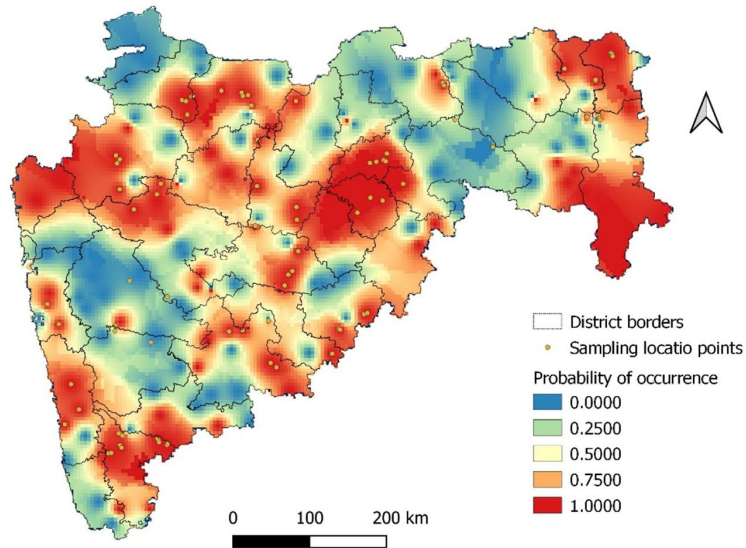 District borders
Sampling locatio points
Probability of occurrence
0.0000
0.2500
0.5000
0.7500
1.0000
0 100 200 km